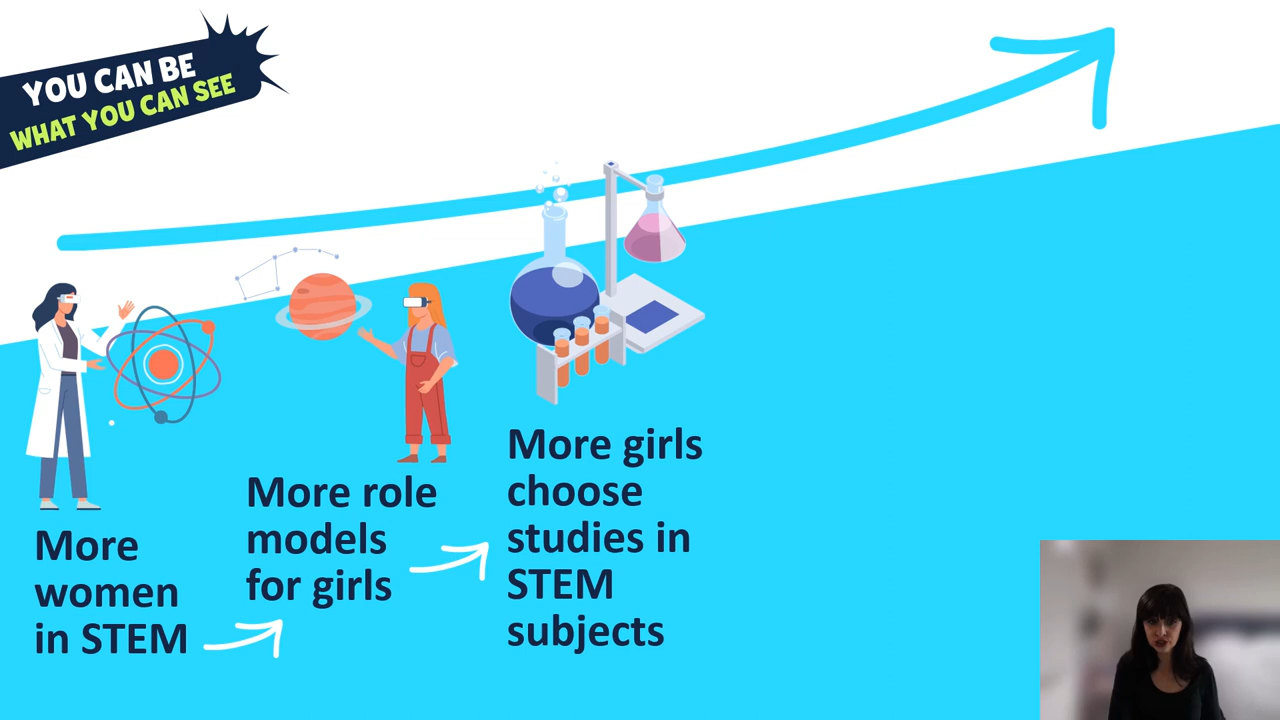 YOU CAN BE
WHAT YOU CAN SEE
More
women
in STEM
More role
models
for girls
More girls
choose
studies in
STEM
subjects